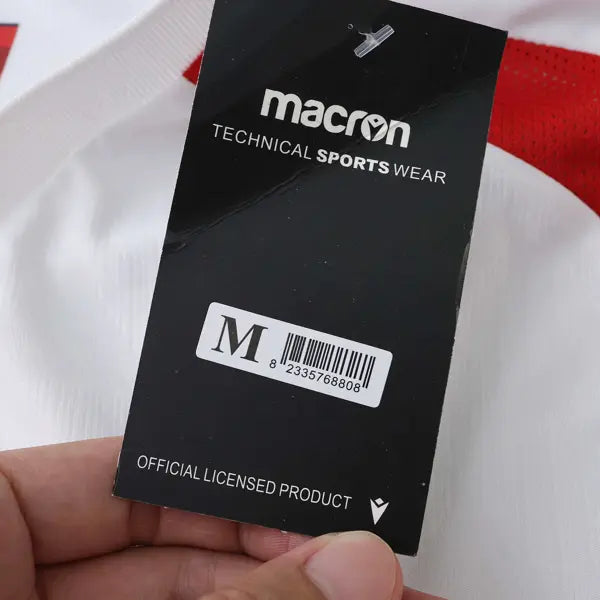 macron
TECHNICAL SPORTS WEAR
M
8 2335768808
OFFICIAL LICENSED PRODUCT